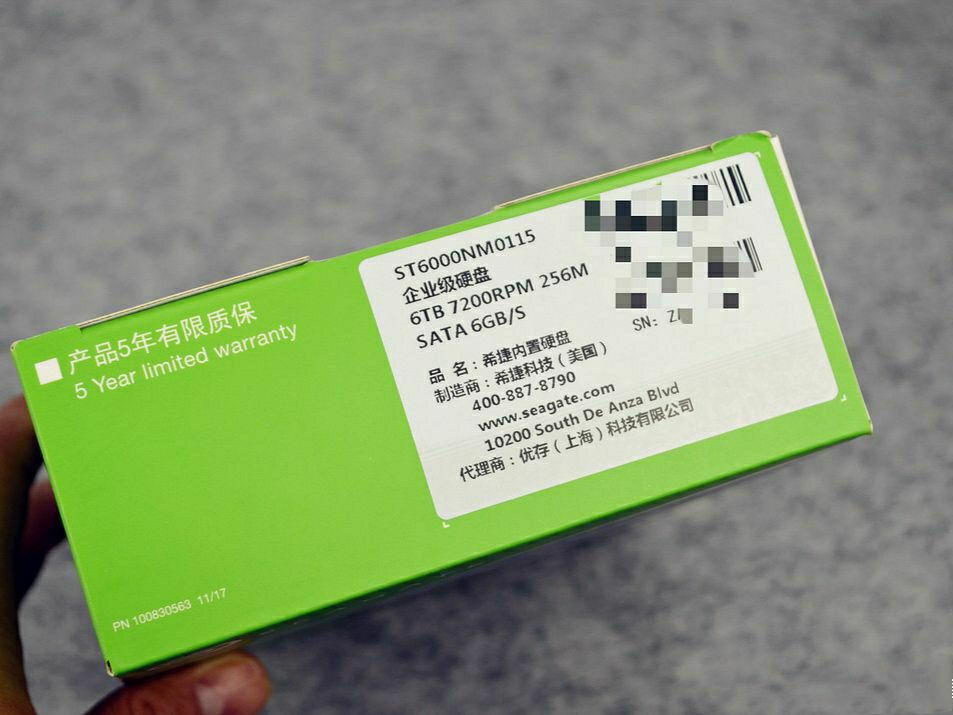 产品5年有限质保
5 Year limited warranty
PN 100830563 11/17
ST6000NM0115
企业级硬盘
6TB 7200RPM 256M
SATA 6GB/S
SN:
品 名：希捷内置硬盘
制造商：希捷科技（美国）
400-887-8790
www.seagate.com
10200 South De Anza Blvd
代理商：优存（上海）科技有限公司